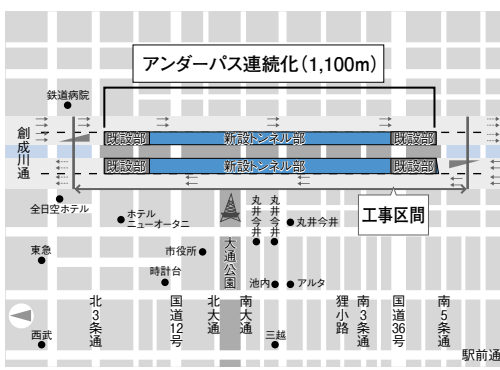 アンダーパス連続化（1,100m）
鉄道病院
創成川通
既設部
新設トンネル部
既設部
既設部
新設トンネル部
既設部
工事区間
全日空ホテル
ホテル
ニューオータニ
丸井今井
丸井今井
丸井今井
東急
市役所
大通公園
時計台
池内
アルタ
北3条通
国道12号
北大通
南大通
狸小路
南3条通
国道36号
南5条通
西武
三越
駅前通